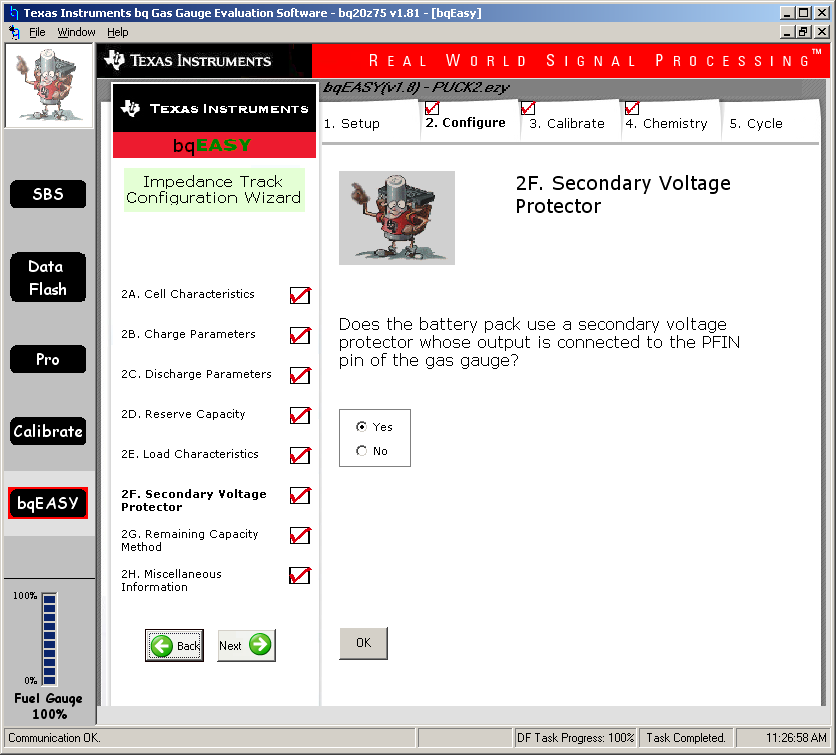 Texas Instruments bq Gas Gauge Evaluation Software - bq20z75 v1.81 - [bqEasy]
File Window Help
TEXAS INSTRUMENTS
REAL WORLD SIGNAL PROCESSING™
bqEASY(v1.8) - PUCK2.ezy
TEXAS INSTRUMENTS
bqEASY
1. Setup
2. Configure
3. Calibrate
4. Chemistry
5. Cycle
Impedance Track
Configuration Wizard
SBS
Data
Flash
Pro
Calibrate
bqEASY
100%
0%
Fuel Gauge
100%
2A. Cell Characteristics
2B. Charge Parameters
2C. Discharge Parameters
2D. Reserve Capacity
2E. Load Characteristics
2F. Secondary Voltage
Protector
2G. Remaining Capacity
Method
2H. Miscellaneous
Information
Back
Next
2F. Secondary Voltage
Protector
Does the battery pack use a secondary voltage
protector whose output is connected to the PFIN
pin of the gas gauge?
Yes
No
OK
Communication OK.
DF Task Progress: 100%
Task Completed.
11:26:58 AM